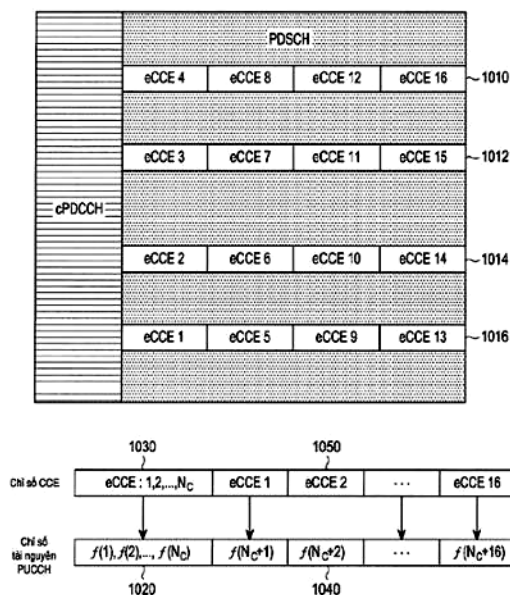 PDSCH
eCCE 4 eCCE 8 eCCE 12 eCCE 16 1010
eCCE 3 eCCE 7 eCCE 11 eCCE 15 1012
cPDCCH
eCCE 2 eCCE 6 eCCE 10 eCCE 14 1014
eCCE 1 eCCE 5 eCCE 9 eCCE 13 1016
1030 1050
Chỉ số CCE eCCE : 1,2,...,N_C eCCE 1 eCCE 2 ... eCCE 16
Chỉ số
tài nguyên
PUCCH
f(1), f(2),..., f(N_C) f(N_C+1) f(N_C+2) ... f(N_C+16)
1020 1040